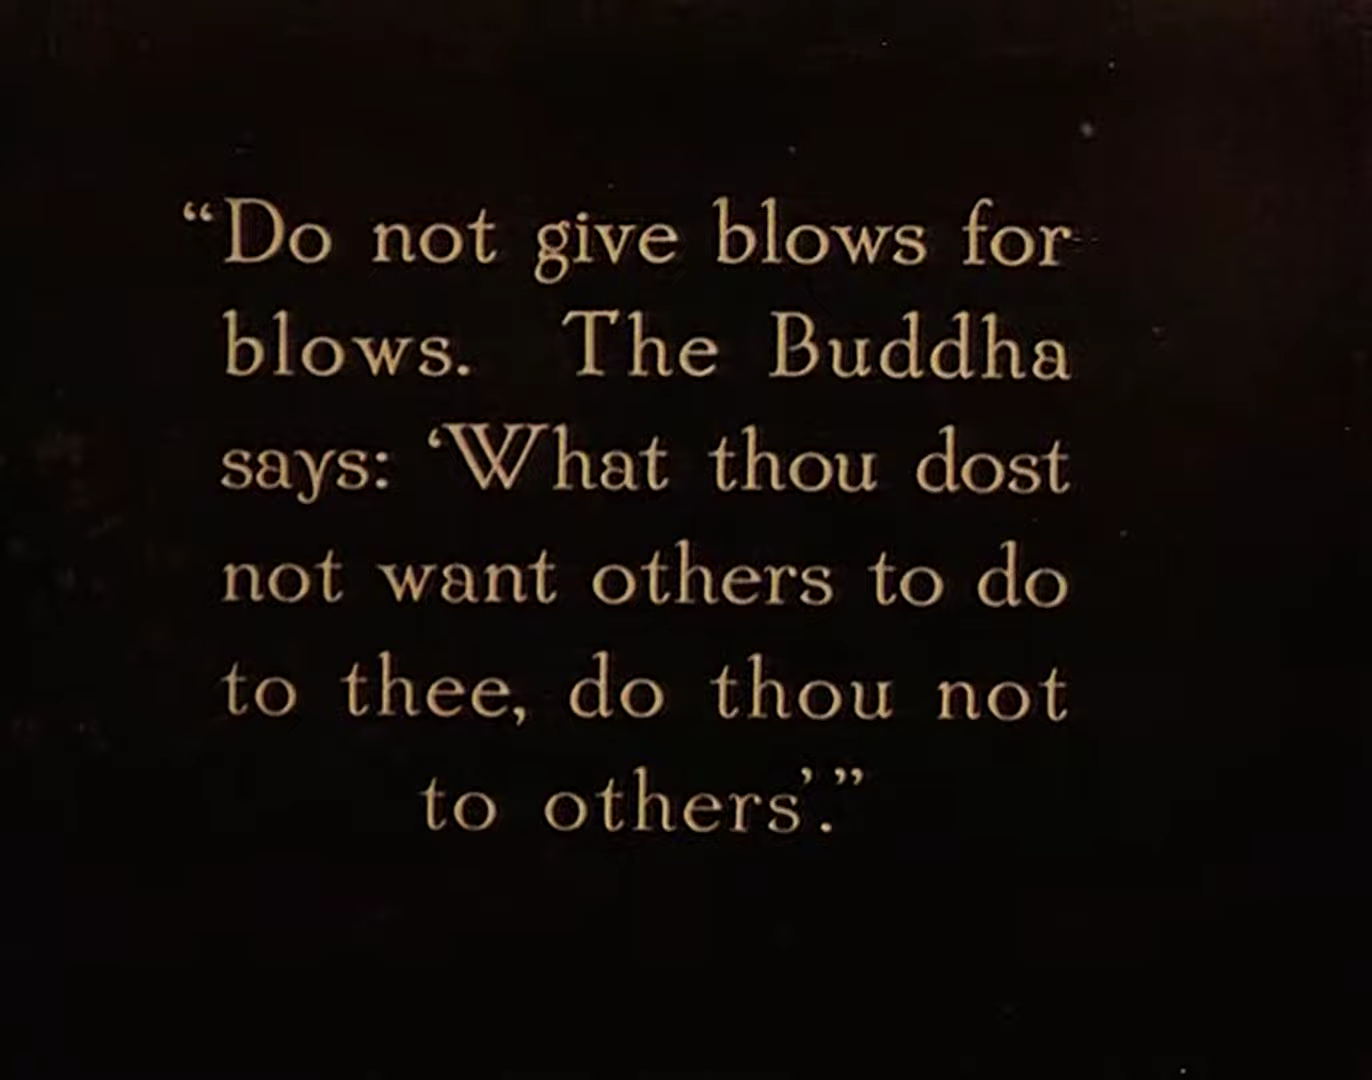 “Do not give blows for
blows. The Buddha
says: ‘What thou dost
not want others to do
to thee, do thou not
to others’.”